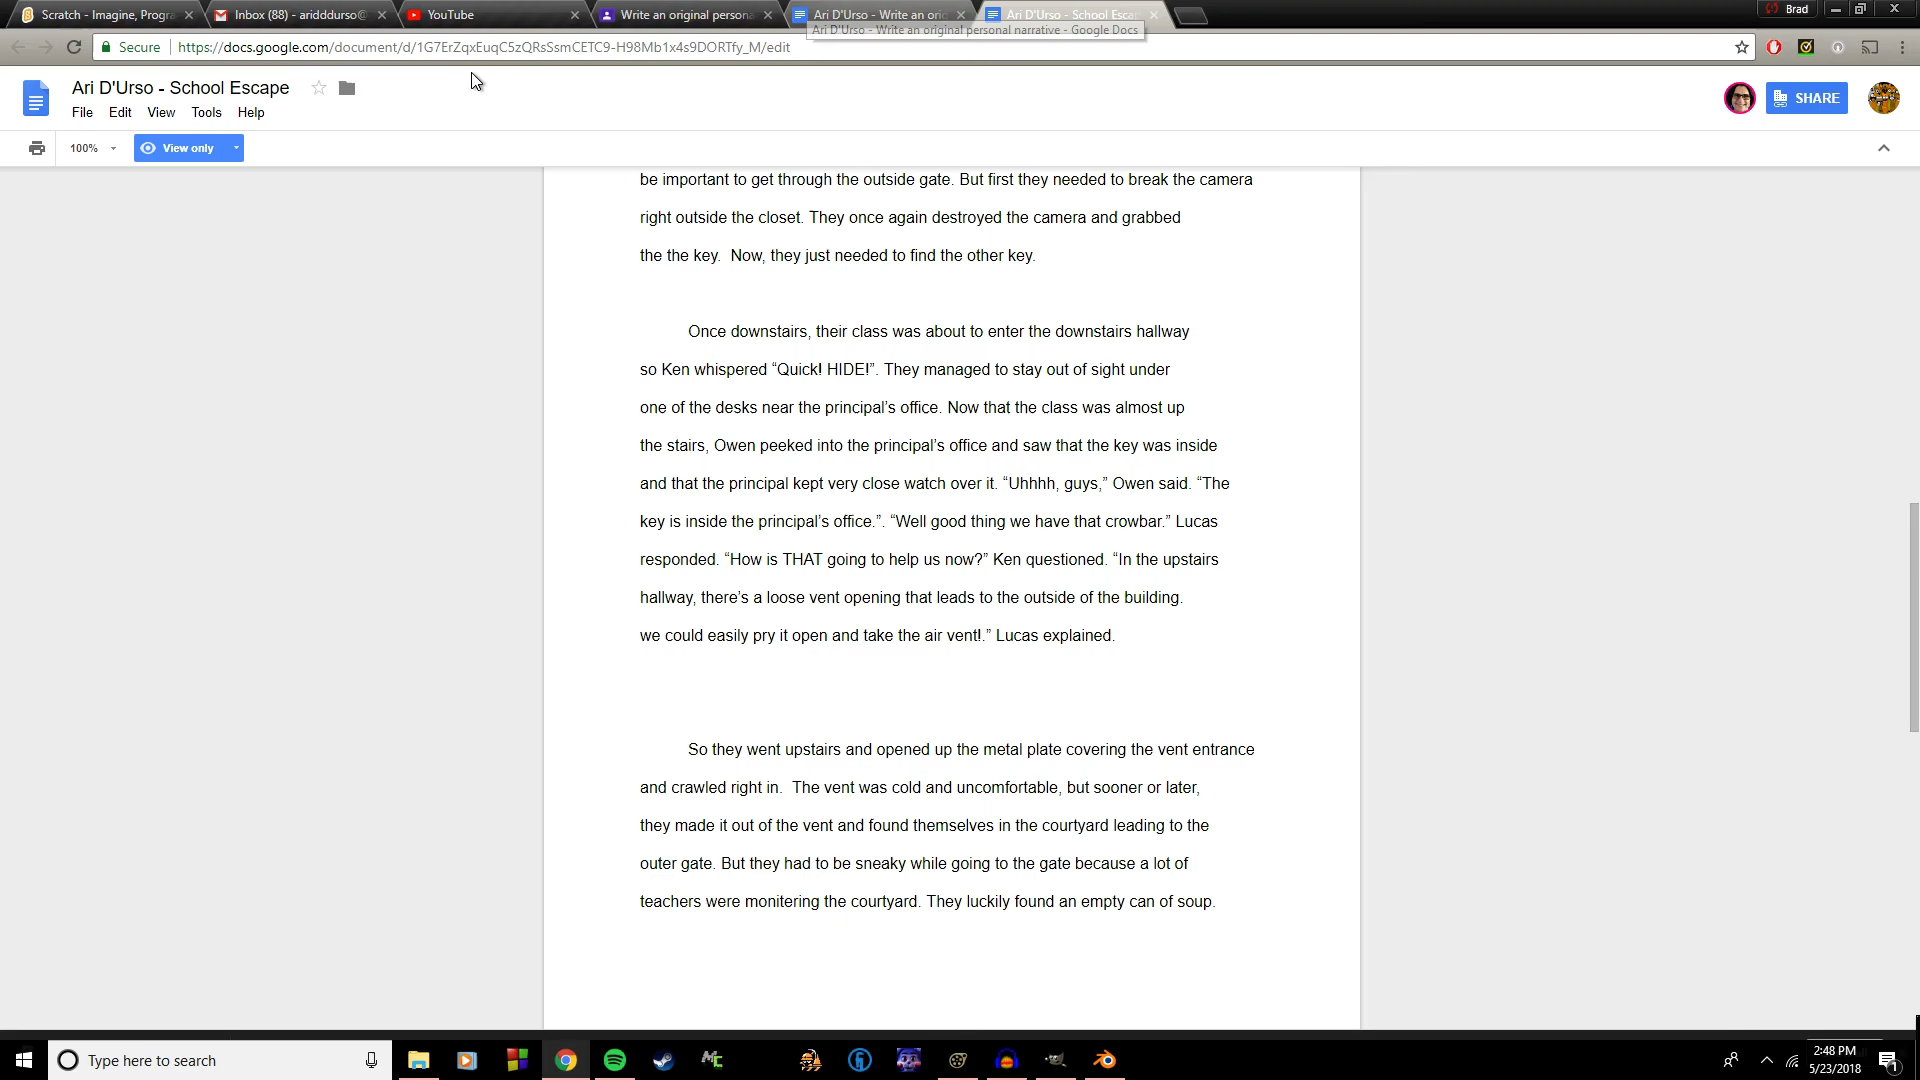 Scratch - Imagine, Progra
Inbox (88) - aridddurso@
YouTube
Write an original persona
Ari D'Urso - Write an ori
Ari D'Urso - School Esca
Brad
Ari D'Urso - Write an original personal narrative - Google Docs
Secure
https://docs.google.com/document/d/1G7ErZqxEuqC5zQRsSsmCETC9-H98Mb1x4s9DORTfy_M/edit
Ari D'Urso - School Escape
SHARE
File Edit View Tools Help
100%
View only
be important to get through the outside gate. But first they needed to break the camera
right outside the closet. They once again destroyed the camera and grabbed
the the key.  Now, they just needed to find the other key.
Once downstairs, their class was about to enter the downstairs hallway
so Ken whispered “Quick! HIDE!”. They managed to stay out of sight under
one of the desks near the principal’s office. Now that the class was almost up
the stairs, Owen peeked into the principal’s office and saw that the key was inside
and that the principal kept very close watch over it. “Uhhhh, guys,” Owen said. “The
key is inside the principal’s office.”. “Well good thing we have that crowbar.” Lucas
responded. “How is THAT going to help us now?” Ken questioned. “In the upstairs
hallway, there’s a loose vent opening that leads to the outside of the building.
we could easily pry it open and take the air vent!.” Lucas explained.
So they went upstairs and opened up the metal plate covering the vent entrance
and crawled right in.  The vent was cold and uncomfortable, but sooner or later,
they made it out of the vent and found themselves in the courtyard leading to the
outer gate. But they had to be sneaky while going to the gate because a lot of
teachers were monitering the courtyard. They luckily found an empty can of soup.
Type here to search
2:48 PM
5/23/2018
1